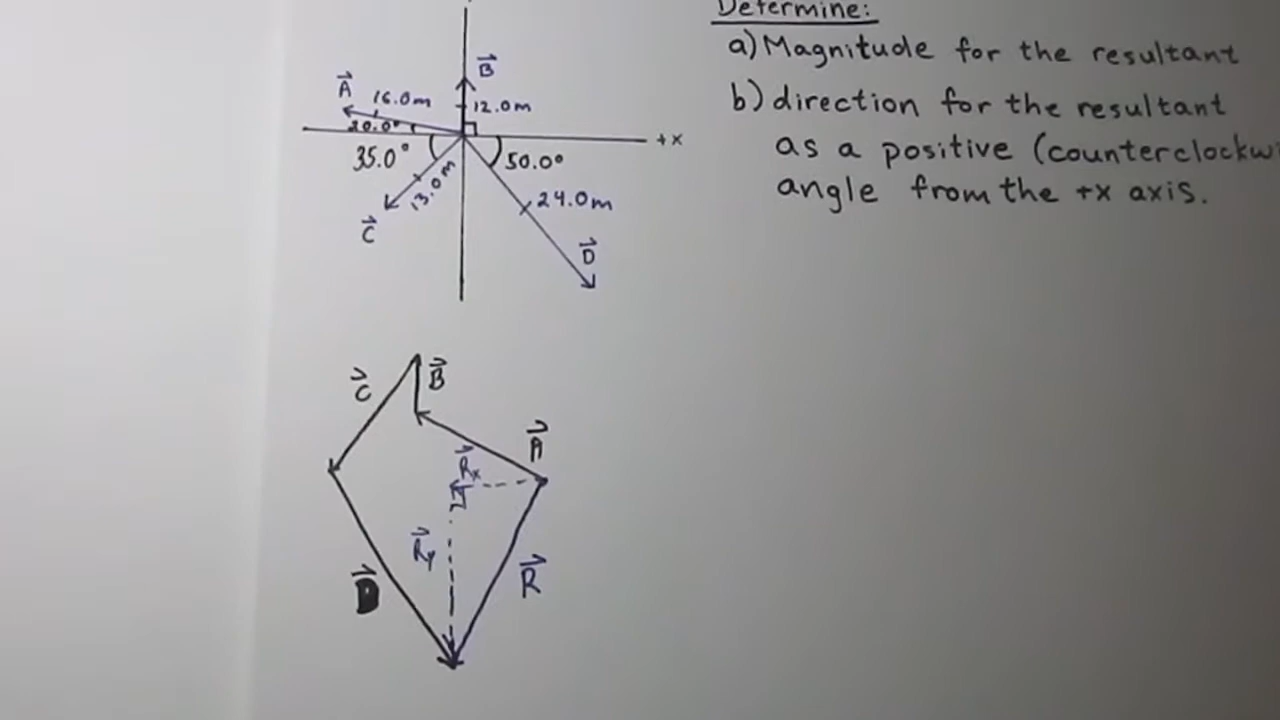 Determine:
a) Magnitude for the resultant
b) direction for the resultant
as a positive (counterclockwi
angle from the +x axis.
B
A
16.0m
12.0m
20.0°
+x
35.0°
50.0°
13.0m
24.0m
C
D
C
B
A
Rx
Ry
D
R